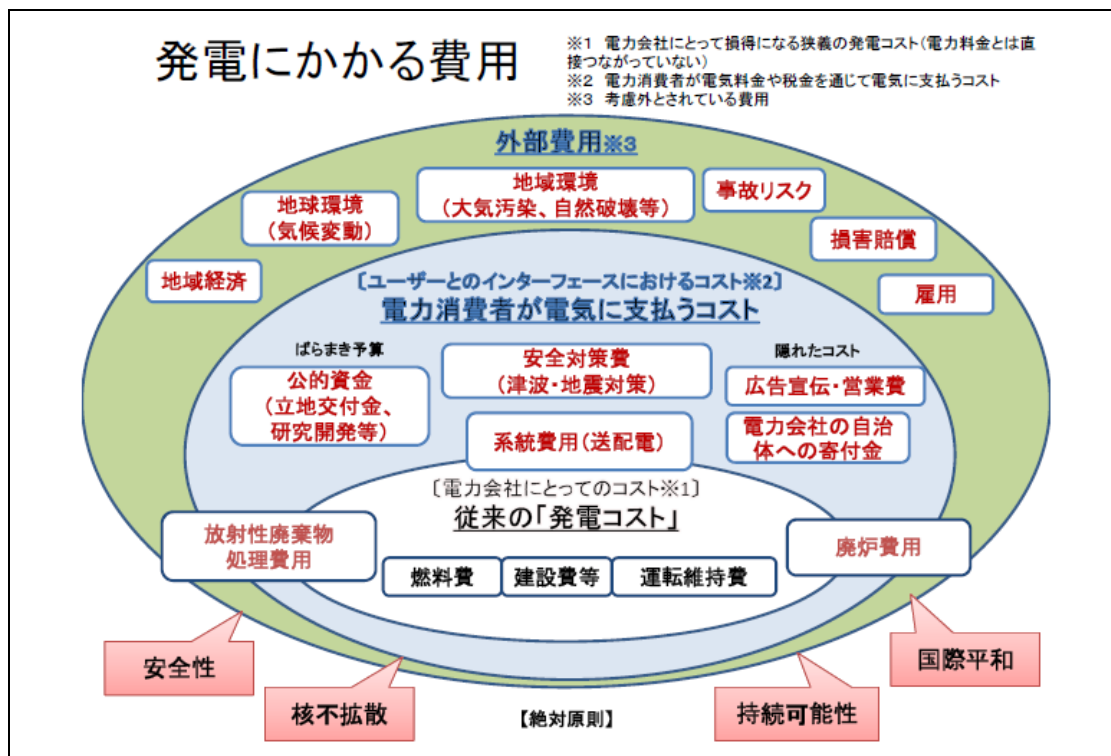 発電にかかる費用
※1 電力会社にとって損得になる狭義の発電コスト(電力料金とは直
接つながっていない)
※2 電力消費者が電気料金や税金を通じて電気に支払うコスト
※3 考慮外とされている費用
外部費用※3
地域環境
(大気汚染、自然破壊等)
事故リスク
地球環境
(気候変動)
損害賠償
地域経済
雇用
〔ユーザーとのインターフェースにおけるコスト※2〕
電力消費者が電気に支払うコスト
ばらまき予算
公的資金
(立地交付金、
研究開発等)
安全対策費
(津波・地震対策)
隠れたコスト
広告宣伝・営業費
電力会社の自治
体への寄付金
系統費用(送配電)
〔電力会社にとってのコスト※1〕
従来の「発電コスト」
放射性廃棄物
処理費用
廃炉費用
燃料費
建設費等
運転維持費
安全性
核不拡散
【絶対原則】
持続可能性
国際平和